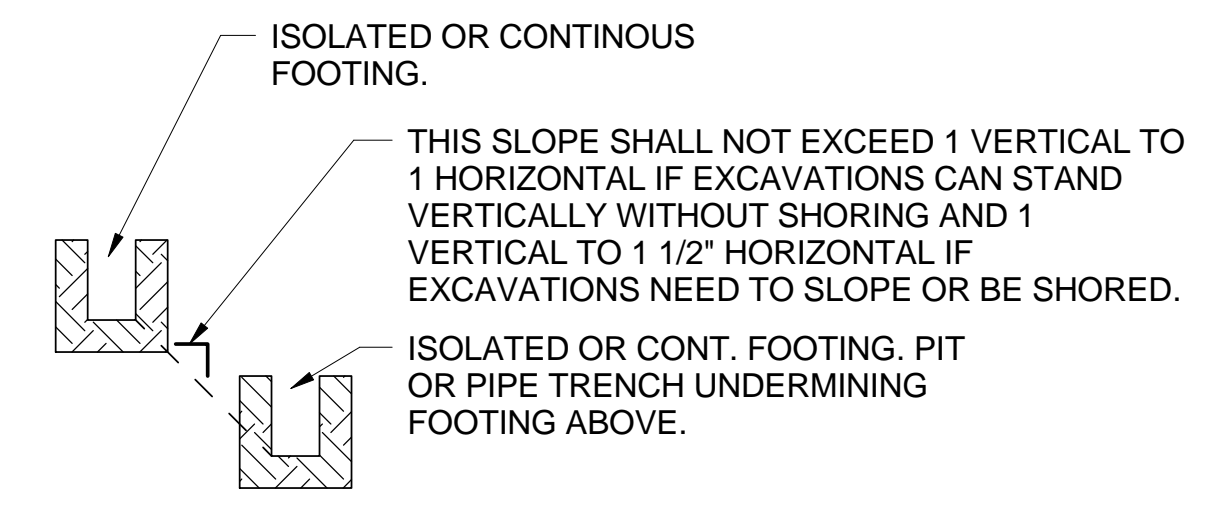 ISOLATED OR CONTINOUS
FOOTING.
THIS SLOPE SHALL NOT EXCEED 1 VERTICAL TO
1 HORIZONTAL IF EXCAVATIONS CAN STAND
VERTICALLY WITHOUT SHORING AND 1
VERTICAL TO 1 1/2" HORIZONTAL IF
EXCAVATIONS NEED TO SLOPE OR BE SHORED.
ISOLATED OR CONT. FOOTING. PIT
OR PIPE TRENCH UNDERMINING
FOOTING ABOVE.